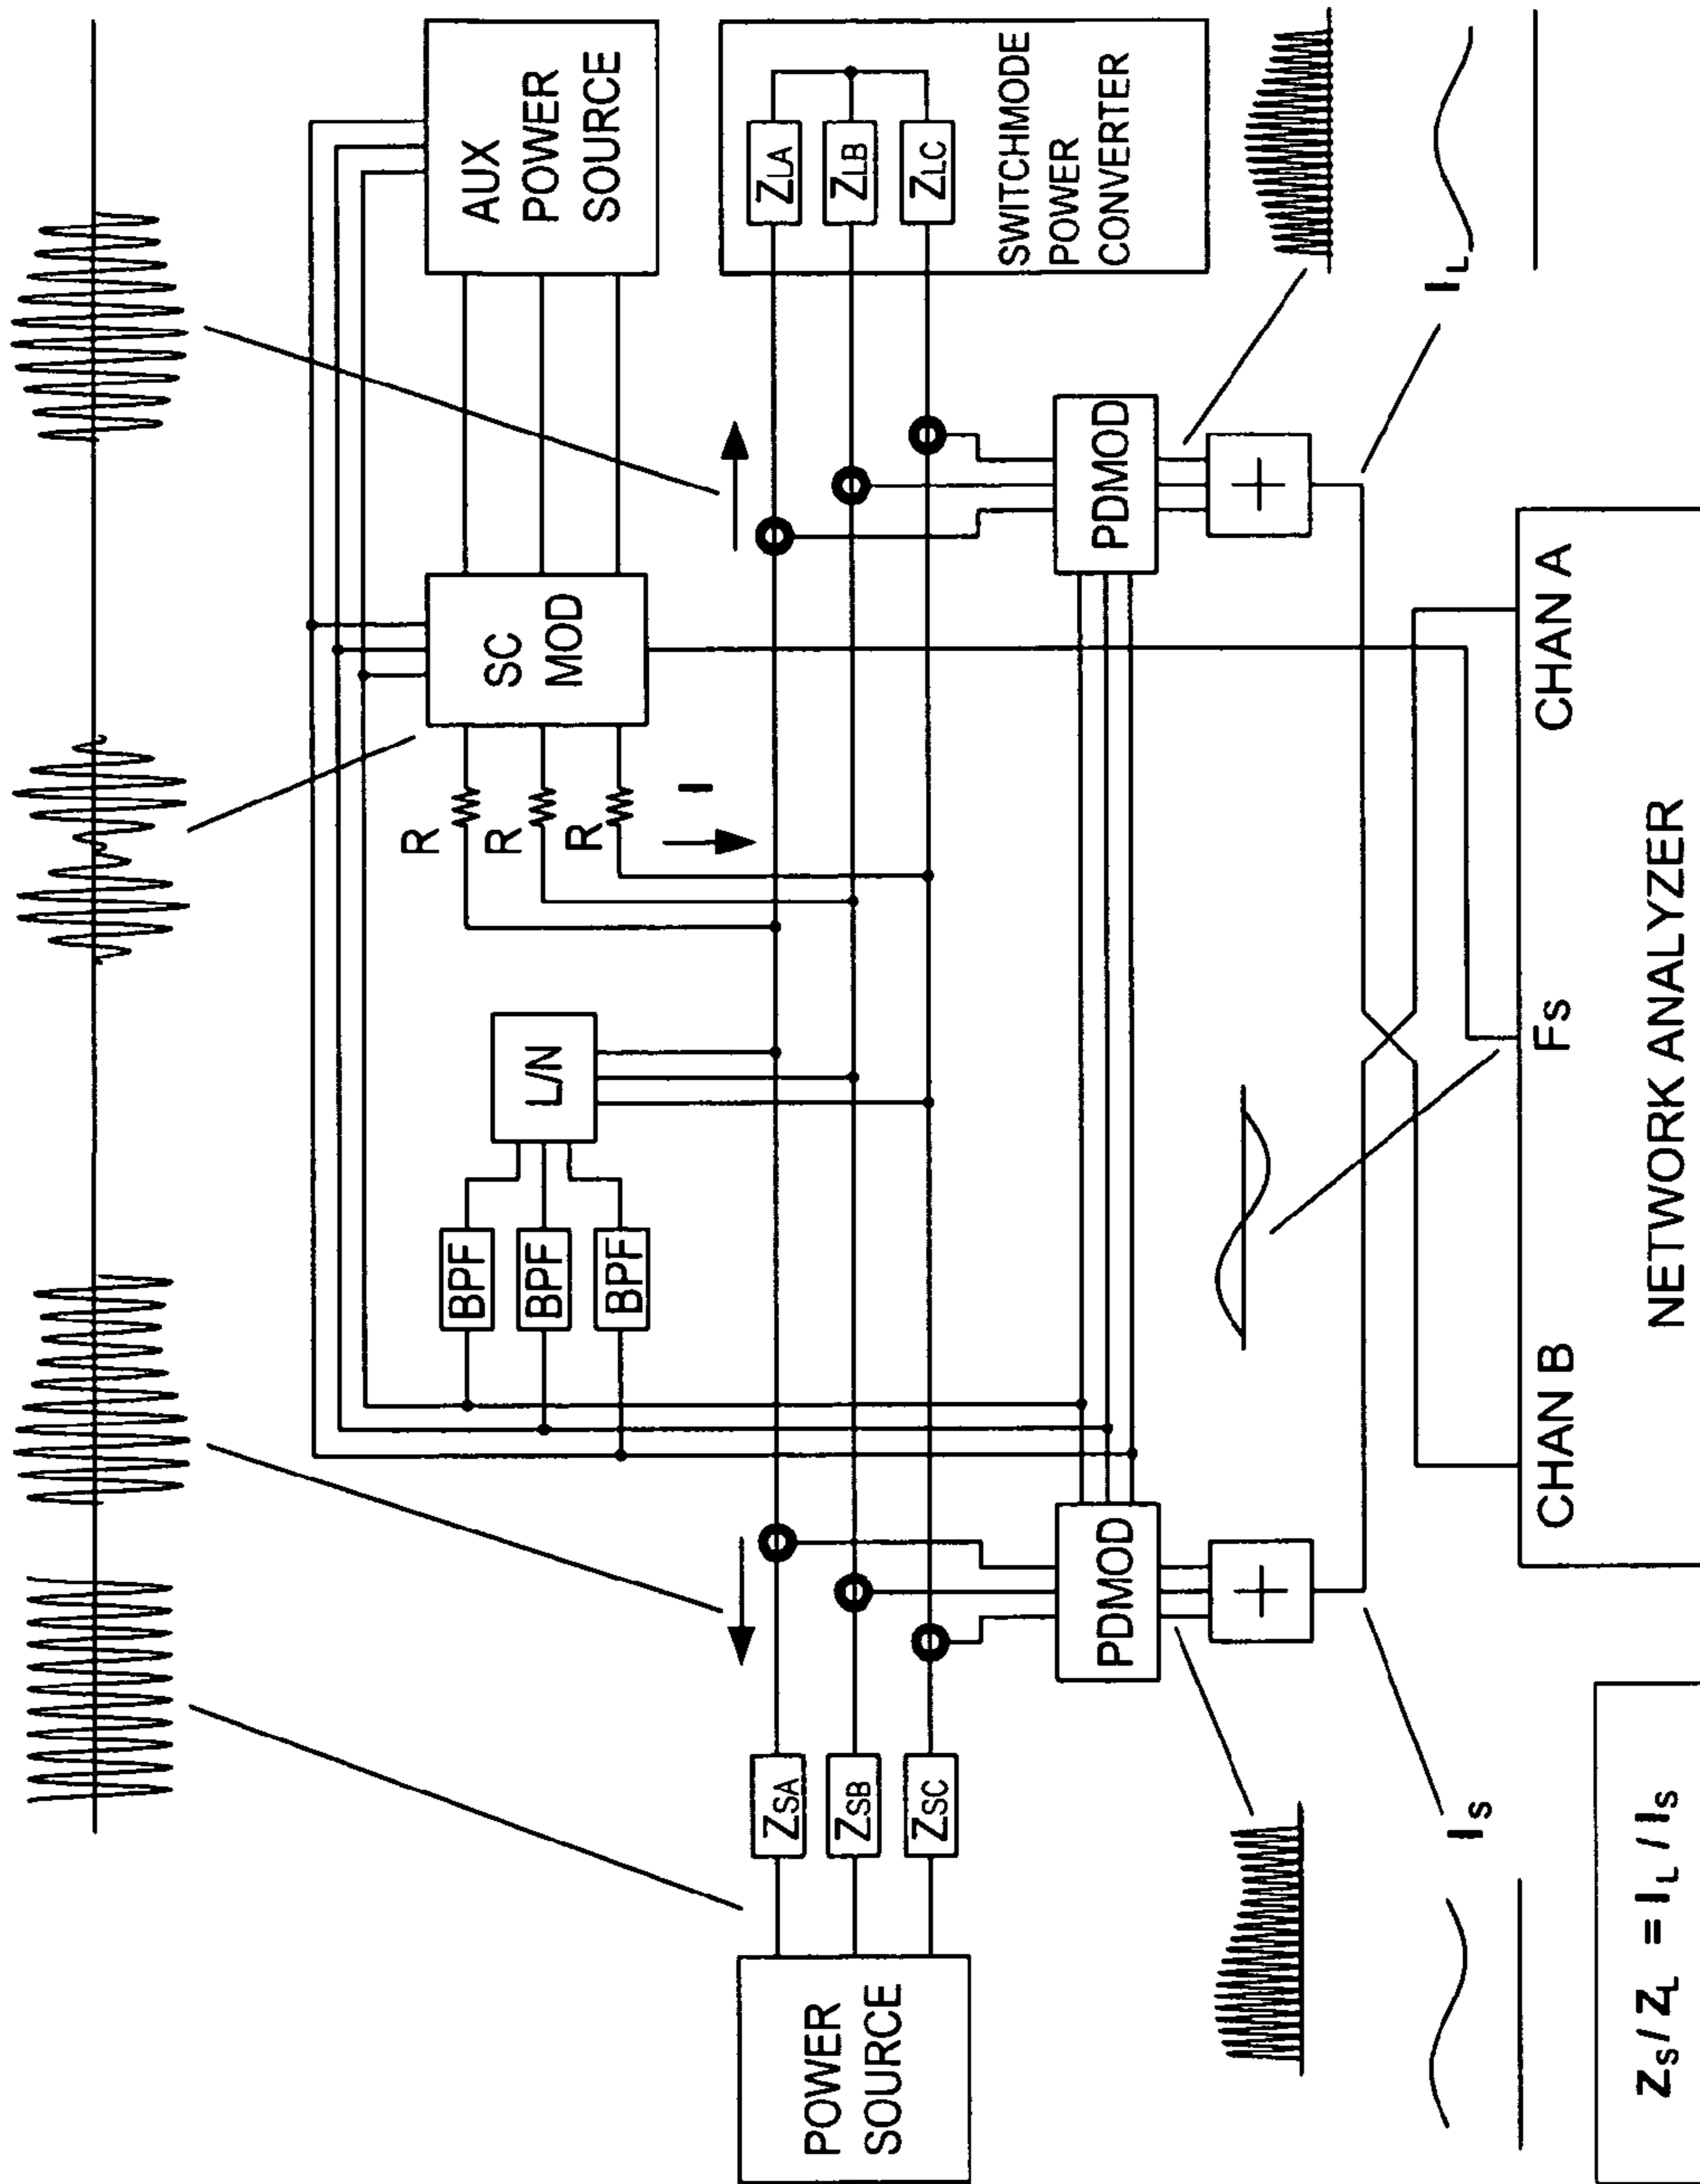 AUX
POWER
SOURCE
SC
MOD
R
R
R
I
L/N
BPF
BPF
BPF
POWER
SOURCE
ZSA
ZSB
ZSC
ZLA
ZLB
ZLC
SWITCHMODE
POWER
CONVERTER
PDMOD
+
PDMOD
+
IS
IL
CHAN B
Fs
CHAN A
NETWORK ANALYZER
Zs/ZL = IL/Is